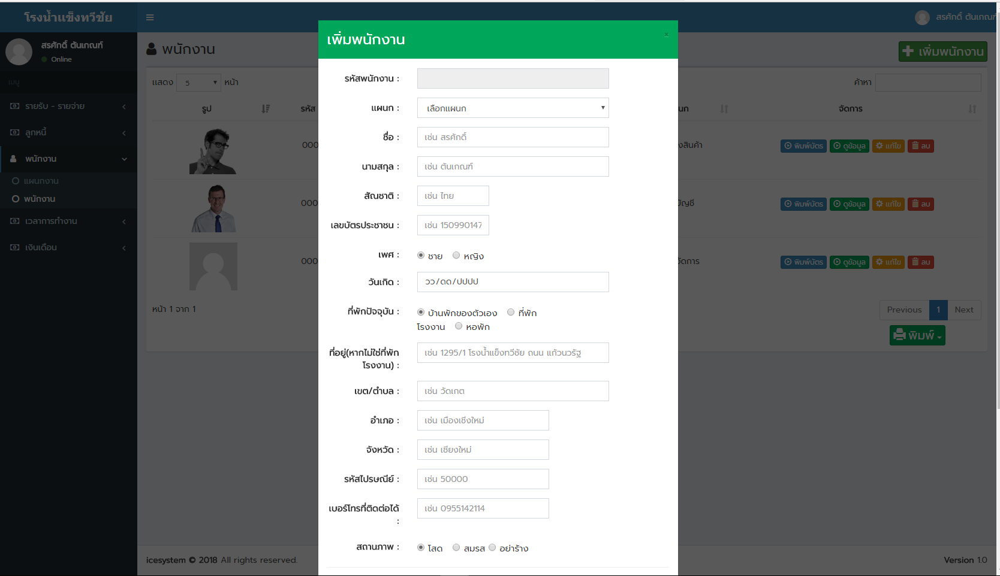 โรงน้ำแข็งทวีชัย
สรศักดิ์ ตันเกณฑ์
สรศักดิ์ ตันเกณฑ์
Online
เมนู
รายรับ - รายจ่าย
ลูกหนี้
พนักงาน
แผนกงาน
พนักงาน
เวลาการทำงาน
เงินเดือน
พนักงาน
เพิ่มพนักงาน
แสดง 5 หน้า
ค้าหา
รูป รหัส นก จัดการ
000 งสินค้า พิมพ์บัตร ดูข้อมูล แก้ไข ลบ
000 บัญชี พิมพ์บัตร ดูข้อมูล แก้ไข ลบ
000 จัดการ พิมพ์บัตร ดูข้อมูล แก้ไข ลบ
หน้า 1 จาก 1
Previous 1 Next
พิมพ์
เพิ่มพนักงาน ×
รหัสพนักงาน :
แผนก : เลือกแผนก
ชื่อ : เช่น สรศักดิ์
นามสกุล : เช่น ตันเกณฑ์
สัณชาติ : เช่น ไทย
เลขบัตรประชาชน : เช่น 150990147
เพศ : ชาย หญิง
วันเกิด : วว/ดด/ปปปป
ที่พักปัจจุบัน : บ้านพักของตัวเอง ที่พัก
โรงงาน หอพัก
ที่อยู่(หากไม่ใช่ที่พัก
โรงงาน) : เช่น 1295/1 โรงน้ำแข็งทวีชัย ถนน แก้วนวรัฐ
เขต/ตำบล : เช่น วัดเกต
อำเภอ : เช่น เมืองเชีงใหม่
จังหวัด : เช่น เชียงใหม่
รหัสไปรษณีย์ : เช่น 50000
เบอร์โทรที่ติดต่อได้
: เช่น 0955142114
สถานภาพ : โสด สมรส อย่าร้าง
icesystem © 2018 All rights reserved.
Version 1.0